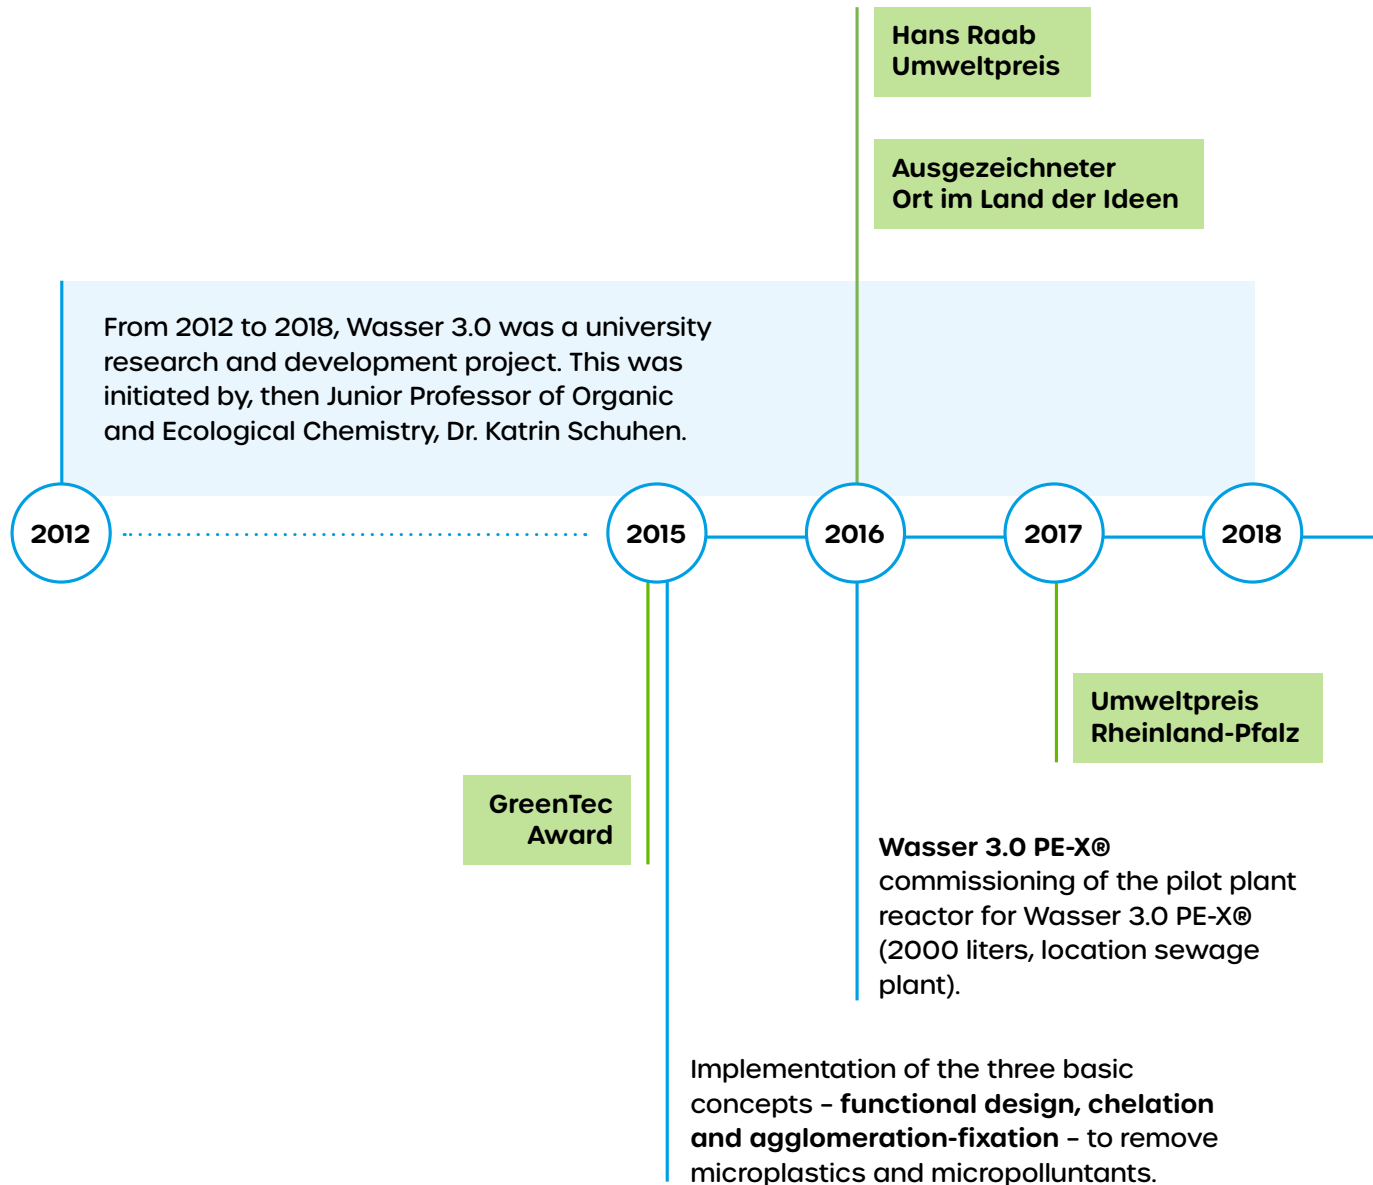 Hans Raab
Umweltpreis
Ausgezeichneter
Ort im Land der Ideen
From 2012 to 2018, Wasser 3.0 was a university
research and development project. This was
initiated by, then Junior Professor of Organic
and Ecological Chemistry, Dr. Katrin Schuhen.
2012
2015
2016
2017
2018
Umweltpreis
Rheinland-Pfalz
GreenTec
Award
Wasser 3.0 PE-X®
commissioning of the pilot plant
reactor for Wasser 3.0 PE-X®
(2000 liters, location sewage
plant).
Implementation of the three basic
concepts – functional design, chelation
and agglomeration-fixation – to remove
microplastics and micropollutants.